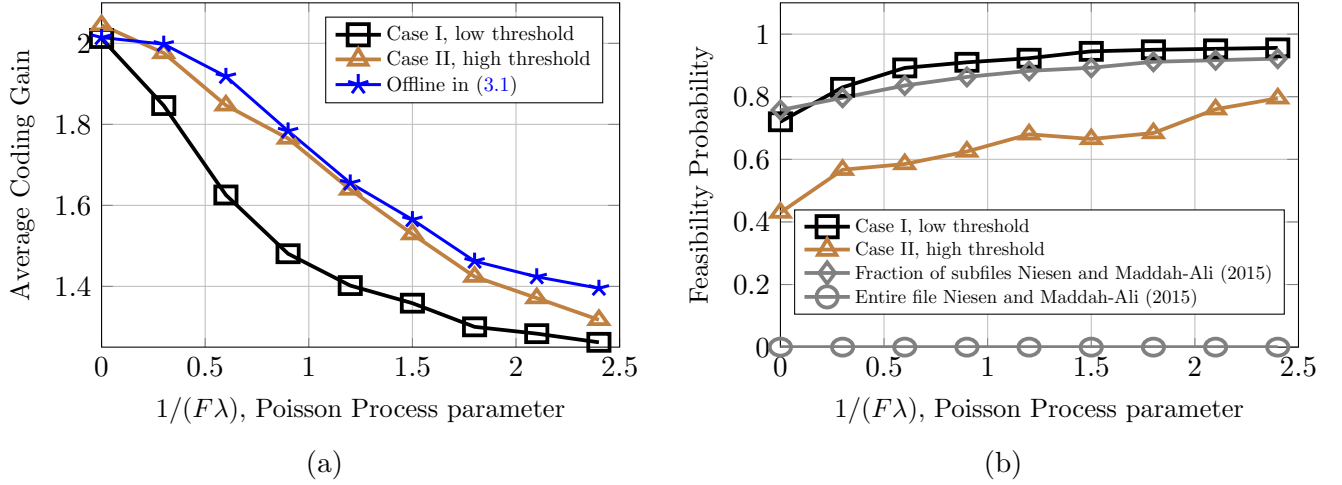 Average Coding Gain
2
1.8
1.6
1.4
0
0.5
1
1.5
2
2.5
1/(Fλ), Poisson Process parameter
Case I, low threshold
Case II, high threshold
Offline in (3.1)
(a)
Feasibility Probability
1
0.8
0.6
0.4
0.2
0
0
0.5
1
1.5
2
2.5
1/(Fλ), Poisson Process parameter
Case I, low threshold
Case II, high threshold
Fraction of subfiles Niesen and Maddah-Ali (2015)
Entire file Niesen and Maddah-Ali (2015)
(b)